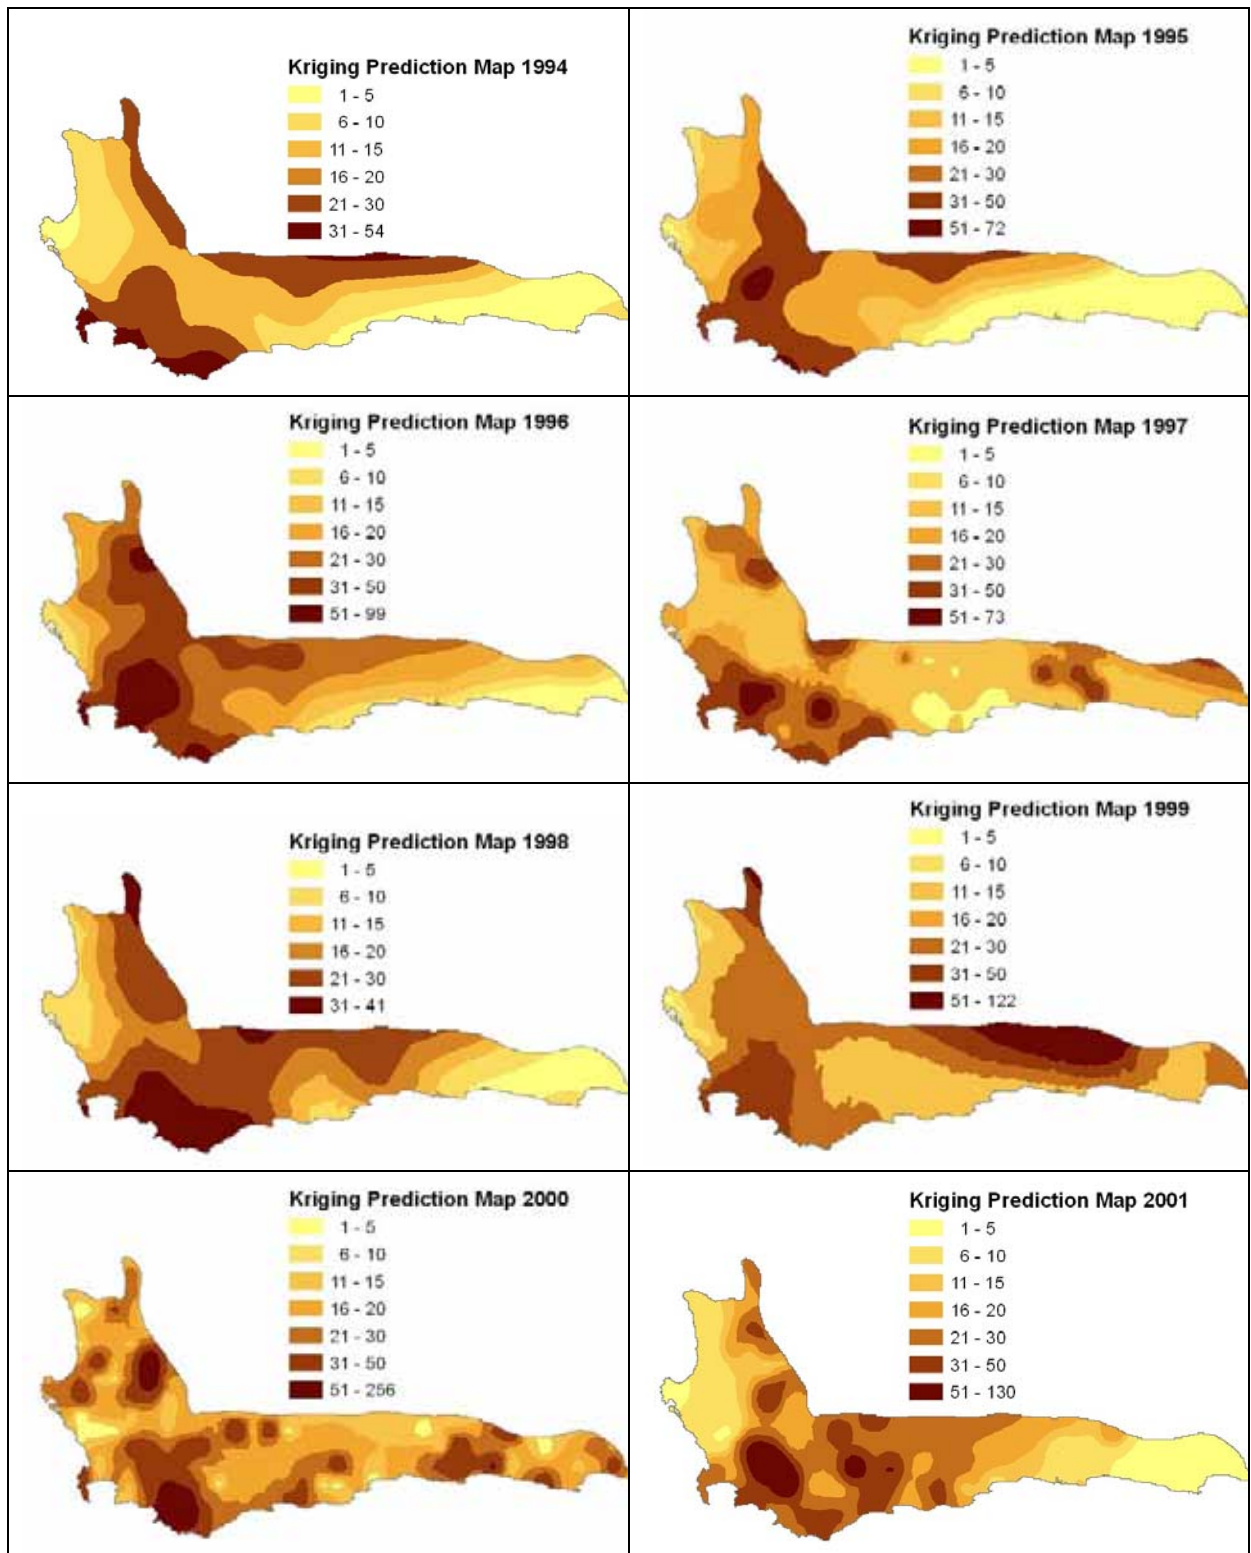 Kriging Prediction Map 1994
1 - 5
6 - 10
11 - 15
16 - 20
21 - 30
31 - 54
Kriging Prediction Map 1995
1 - 5
6 - 10
11 - 15
16 - 20
21 - 30
31 - 50
51 - 72
Kriging Prediction Map 1996
1 - 5
6 - 10
11 - 15
16 - 20
21 - 30
31 - 50
51 - 99
Kriging Prediction Map 1997
1 - 5
6 - 10
11 - 15
16 - 20
21 - 30
31 - 50
51 - 73
Kriging Prediction Map 1998
1 - 5
6 - 10
11 - 15
16 - 20
21 - 30
31 - 41
Kriging Prediction Map 1999
1 - 5
6 - 10
11 - 15
16 - 20
21 - 30
31 - 50
51 - 122
Kriging Prediction Map 2000
1 - 5
6 - 10
11 - 15
16 - 20
21 - 30
31 - 50
51 - 256
Kriging Prediction Map 2001
1 - 5
6 - 10
11 - 15
16 - 20
21 - 30
31 - 50
51 - 130